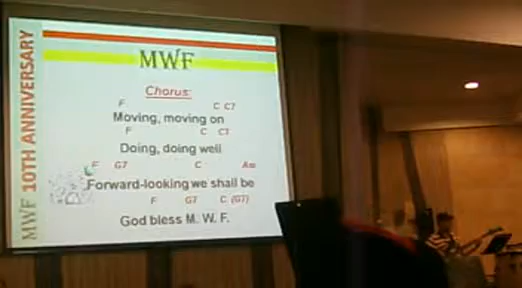 MWF 10TH ANNIVERSARY
MWF
Chorus:
F C C7
Moving, moving on
F C C7
Doing, doing well
F G7 C Am
Forward-looking we shall be
F G7 C (G7)
God bless M. W. F.